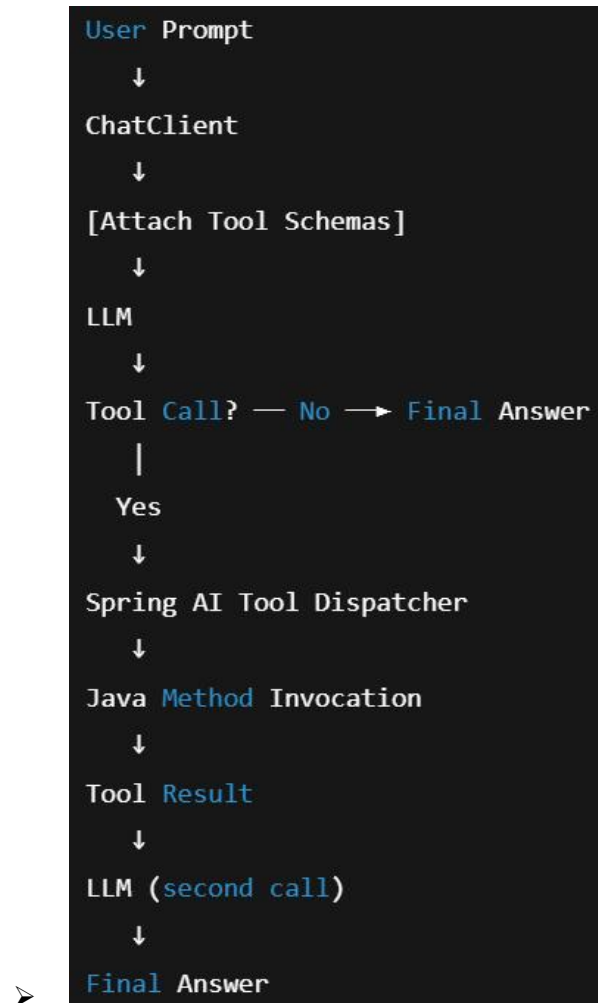 User Prompt
↓
ChatClient
↓
[Attach Tool Schemas]
↓
LLM
↓
Tool Call? — No —► Final Answer
│
Yes
↓
Spring AI Tool Dispatcher
↓
Java Method Invocation
↓
Tool Result
↓
LLM (second call)
↓
➢ Final Answer